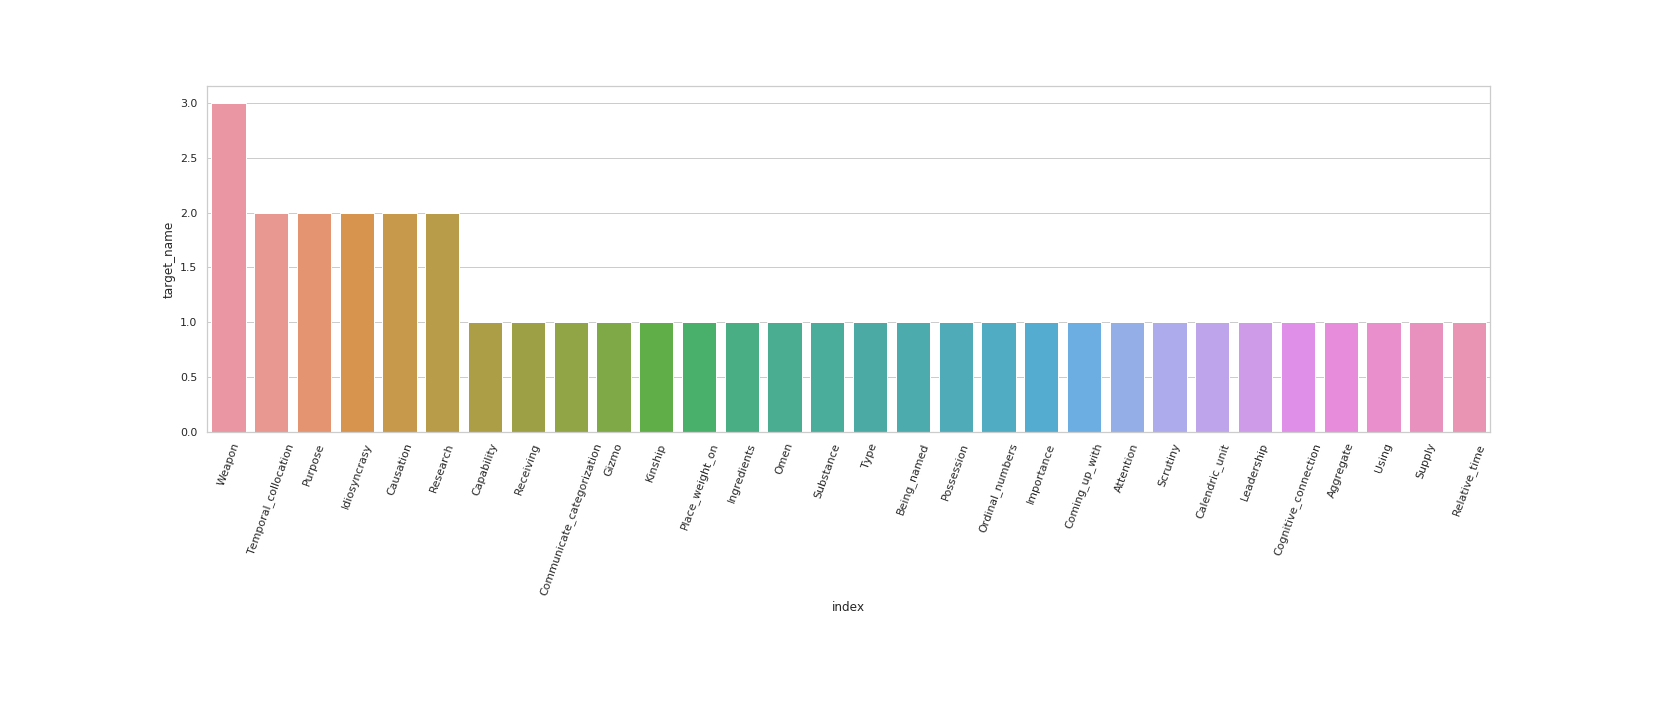 3.0
2.5
2.0
1.5
1.0
0.5
0.0
target_name
Weapon
Temporal_collocation
Purpose
Idiosyncrasy
Causation
Research
Capability
Receiving
Communicate_categorization
Gizmo
Kinship
Place_weight_on
Ingredients
Omen
Substance
Type
Being_named
Possession
Ordinal_numbers
Importance
Coming_up_with
Attention
Scrutiny
Calendric_unit
Leadership
Cognitive_connection
Aggregate
Using
Supply
Relative_time
index